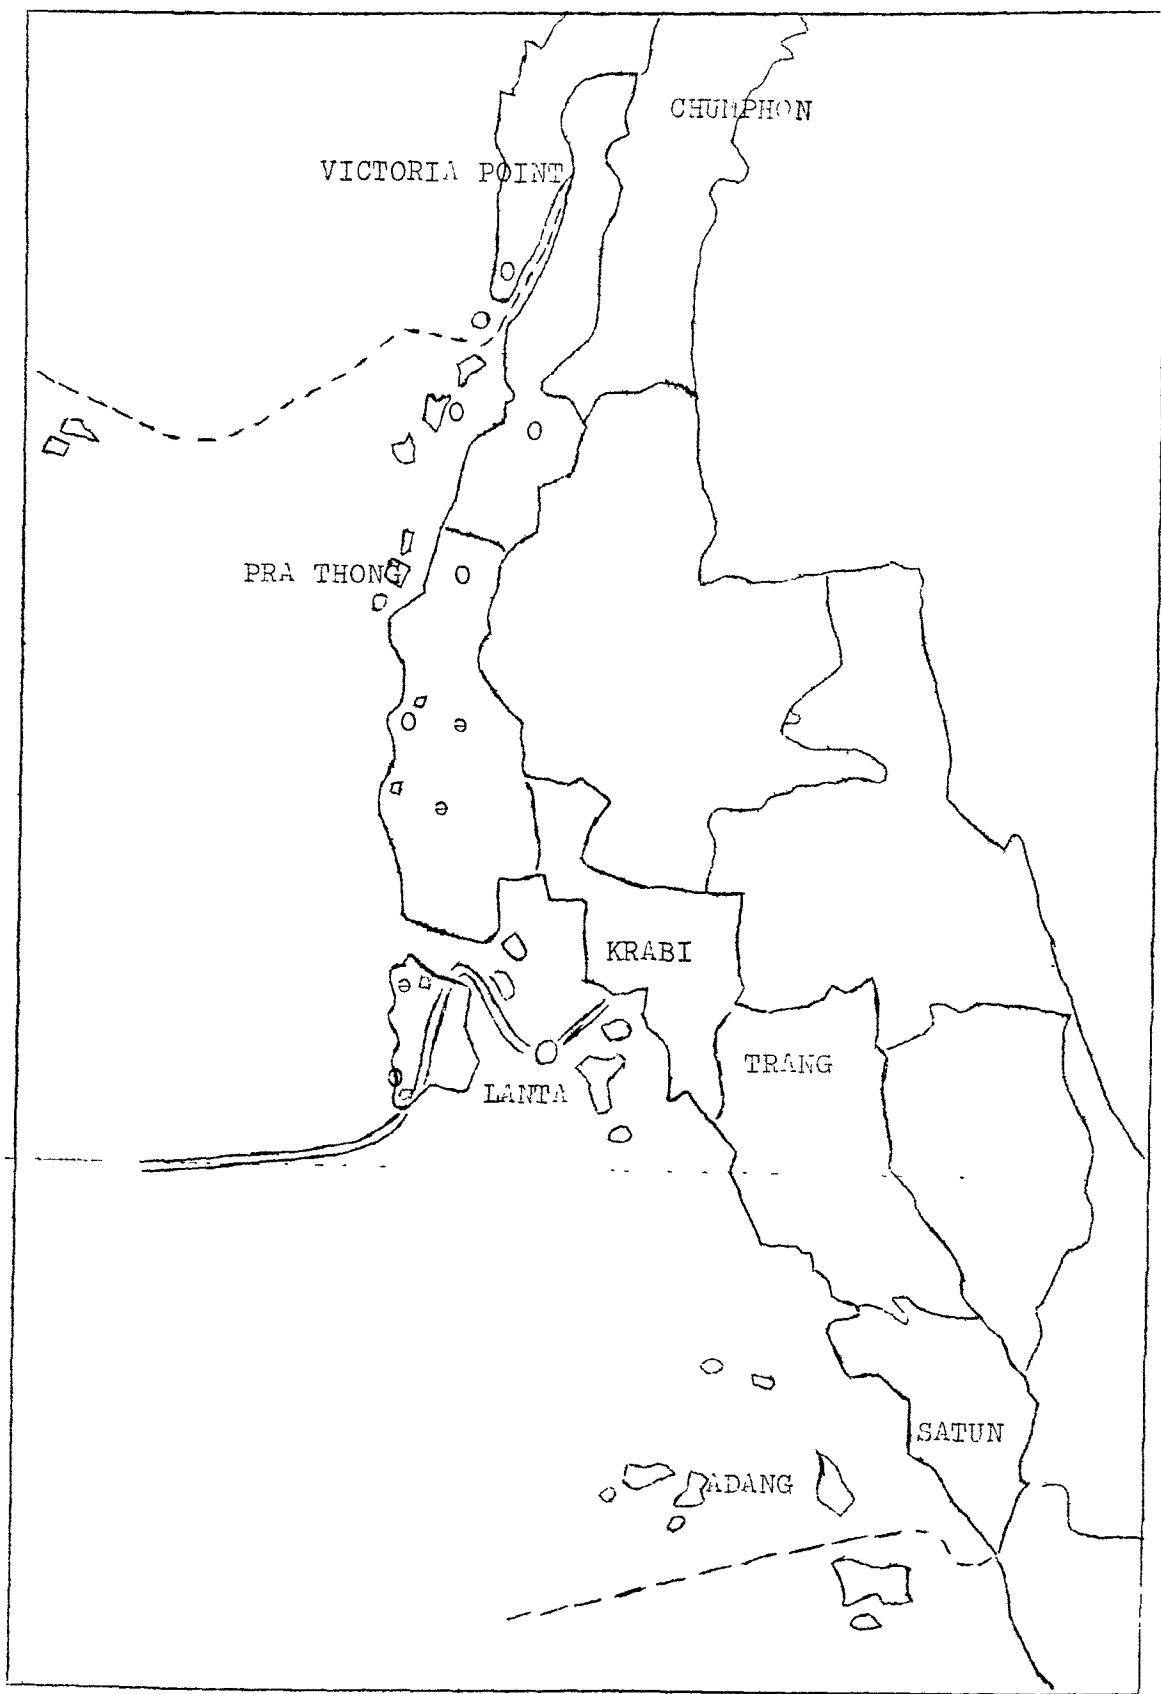 CHUMPHON
VICTORIA POINT
PRA THONG
e
e
KRABI
e
TRANG
LANTA
SATUN
ADANG